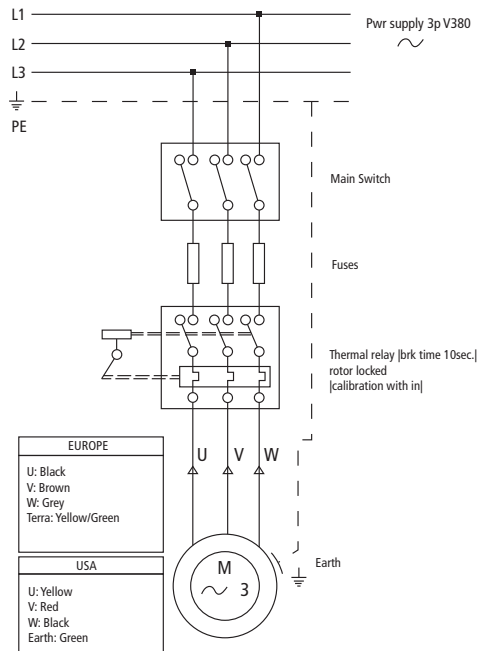 L1
Pwr supply 3p V380
L2
L3
PE
Main Switch
Fuses
Thermal relay |brk time 10sec.|
rotor locked
|calibration with in|
U V W
EUROPE
U: Black
V: Brown
W: Grey
Terra: Yellow/Green
USA
U: Yellow
V: Red
W: Black
Earth: Green
M
3
Earth